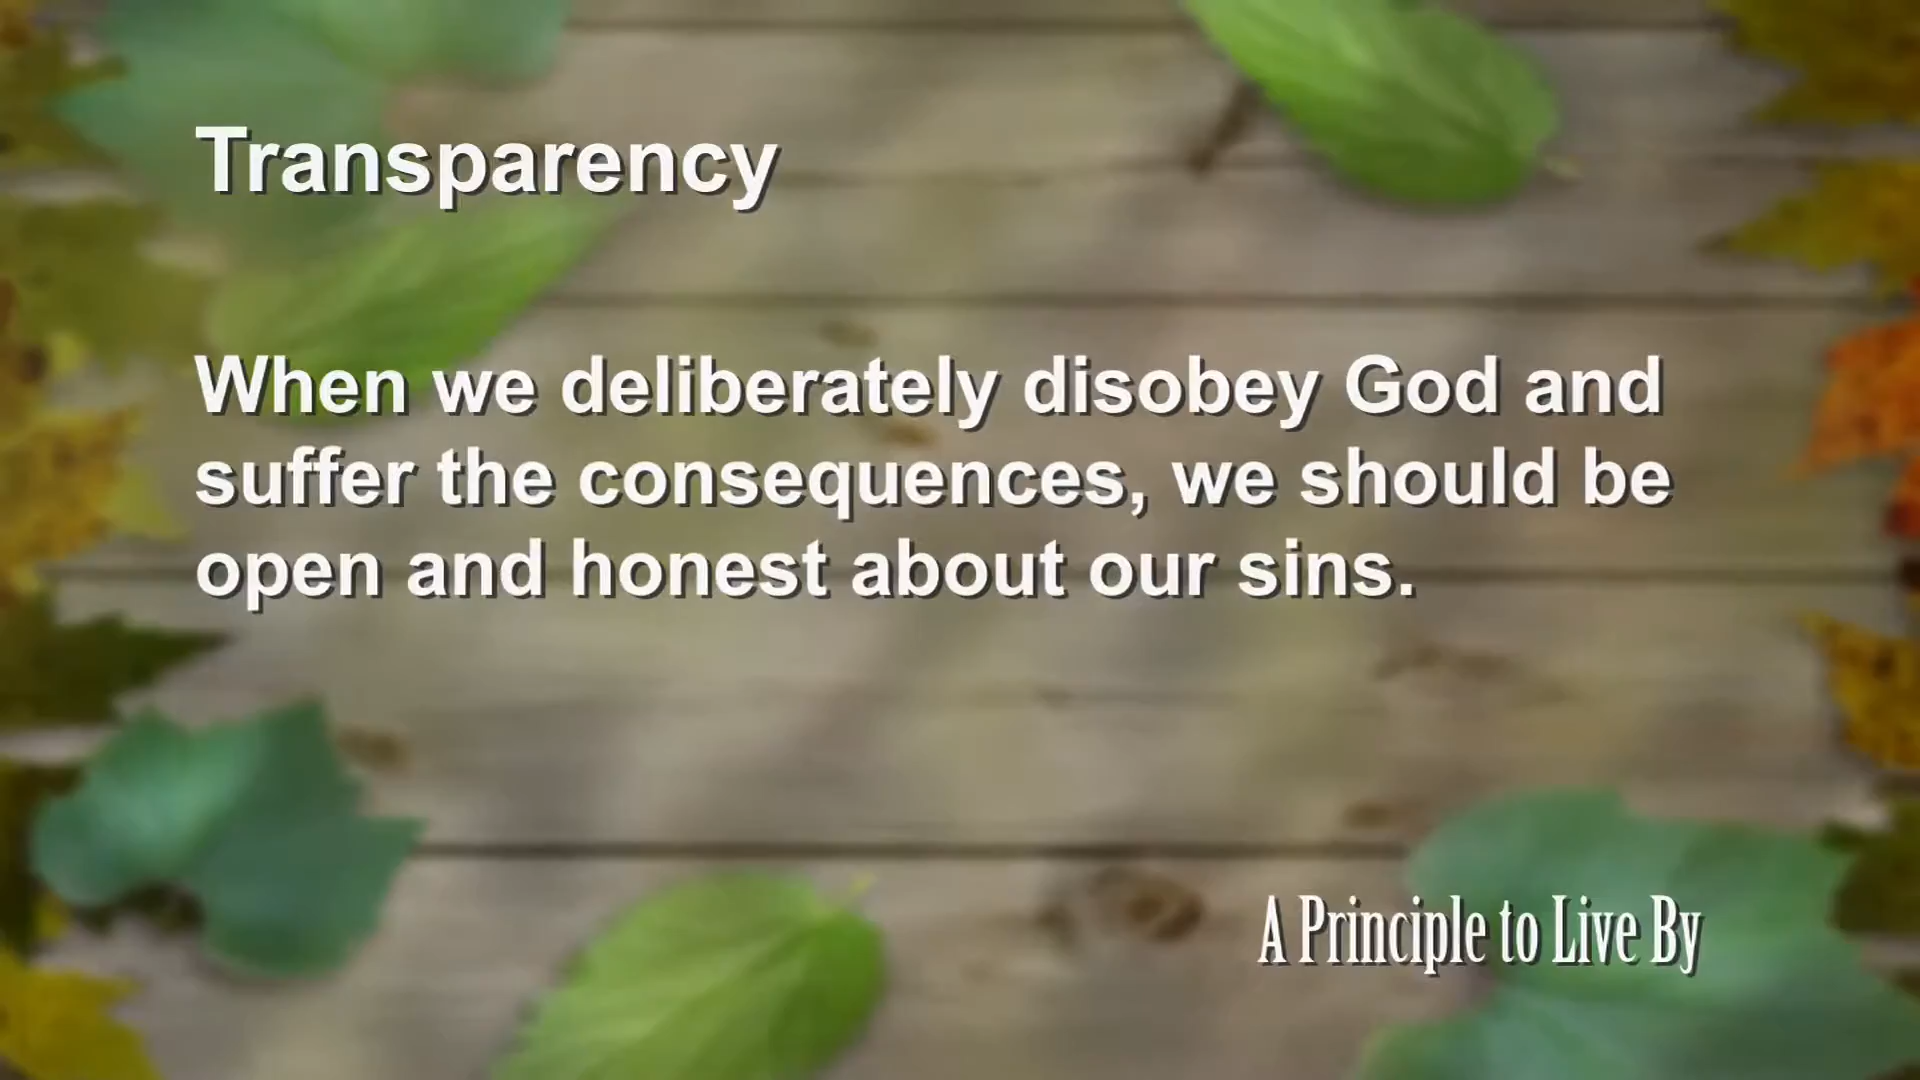 Transparency
When we deliberately disobey God and
suffer the consequences, we should be
open and honest about our sins.
A Principle to Live By